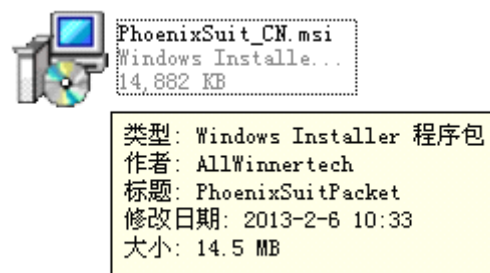 PhoenixSuit_CN.msi
Windows Installe...
14,882 KB
类型: Windows Installer 程序包
作者: AllWinnertech
标题: PhoenixSuitPacket
修改日期: 2013-2-6 10:33
大小: 14.5 MB